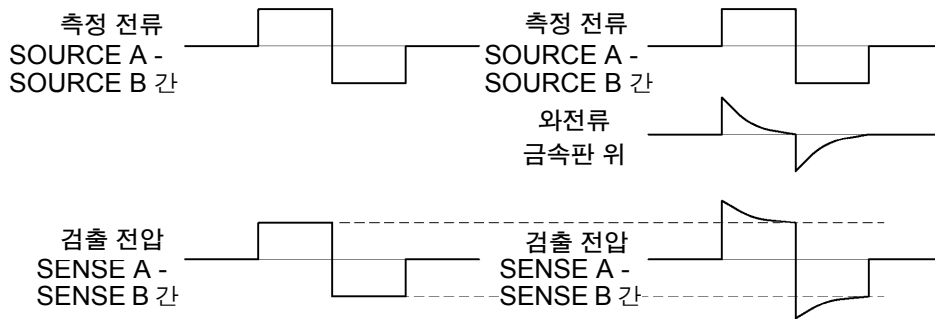 측정 전류
SOURCE A -
SOURCE B 간
측정 전류
SOURCE A -
SOURCE B 간
와전류
금속판 위
검출 전압
SENSE A -
SENSE B 간
검출 전압
SENSE A -
SENSE B 간